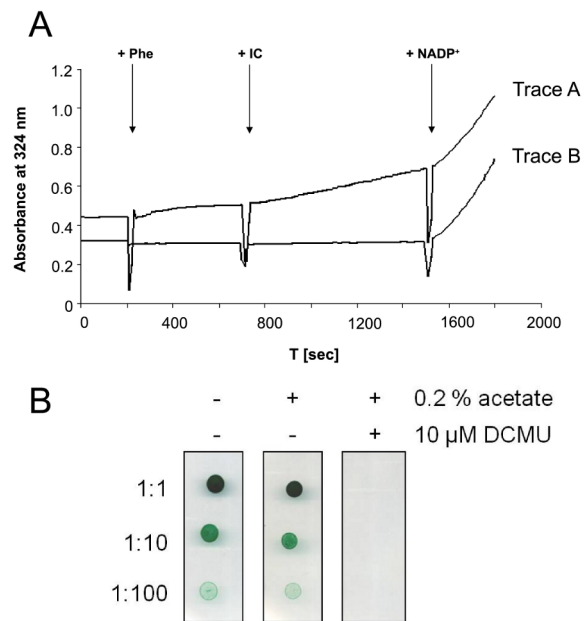 A
+ Phe + IC + NADP⁺
1.2
1.0
0.8
0.6
0.4
0.2
0
Absorbance at 324 nm
Trace A
Trace B
0 400 800 1200 1600 2000
T [sec]
B
- + + 0.2 % acetate
- - + 10 µM DCMU
1:1
1:10
1:100